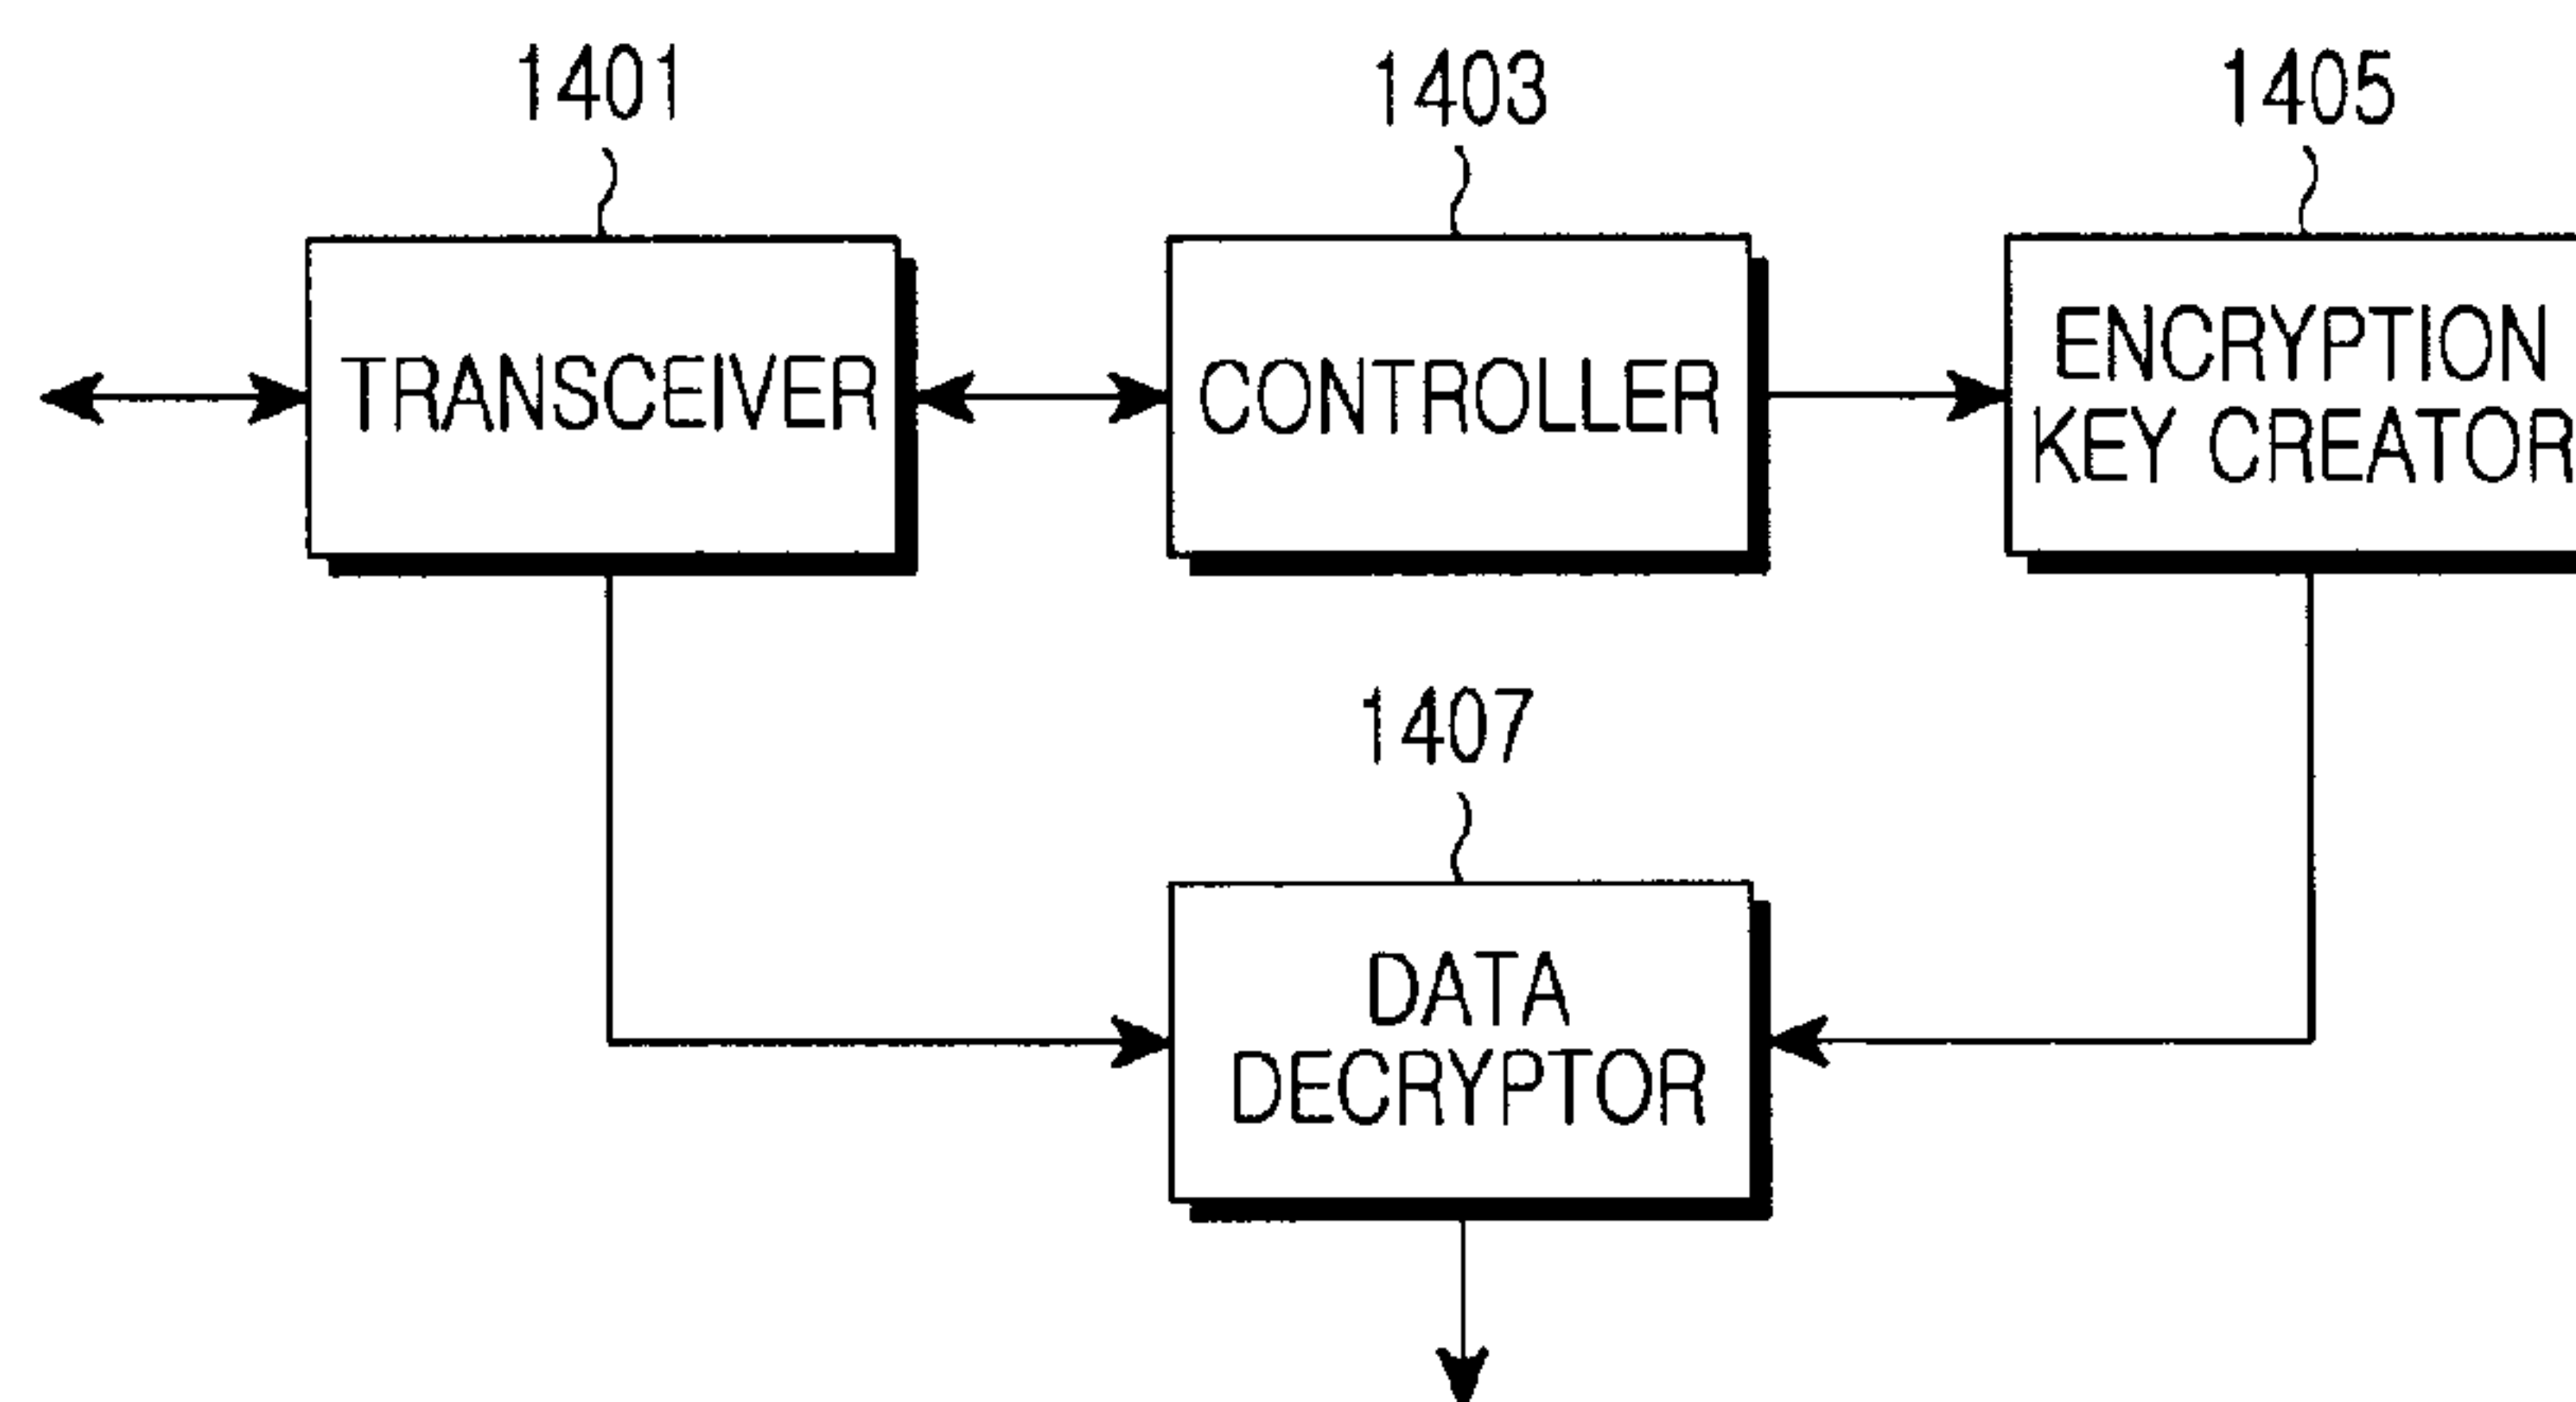 1401
1403
1405
TRANSCEIVER
CONTROLLER
ENCRYPTION
KEY CREATOR
1407
DATA
DECRYPTOR